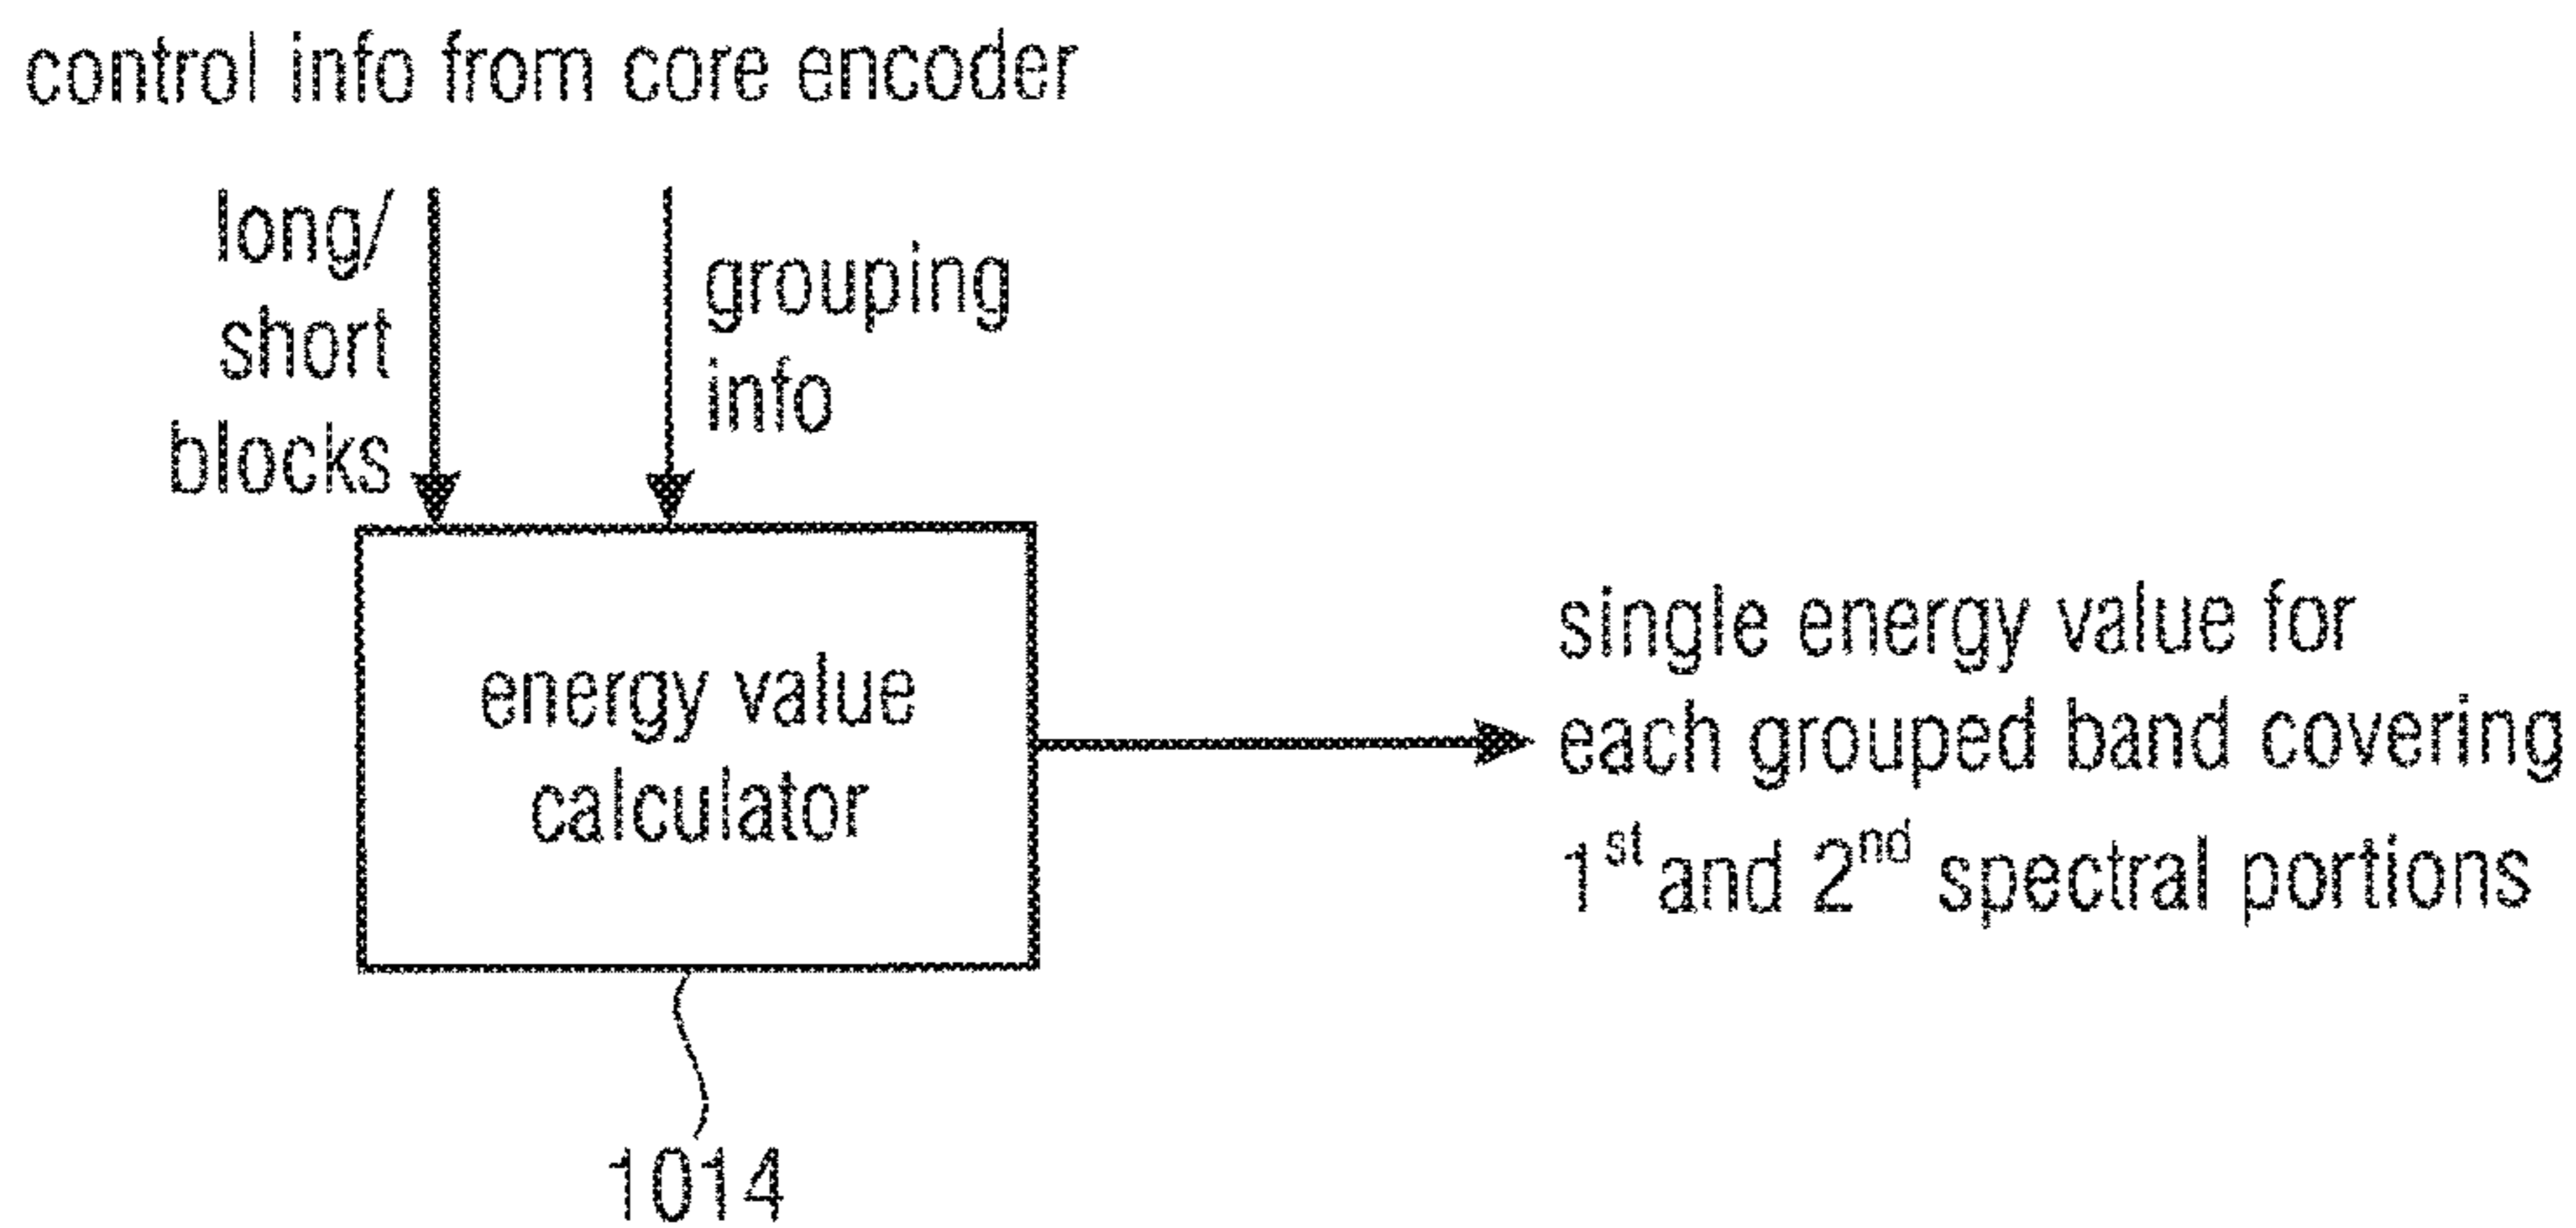 control info from core encoder
long/
short
blocks
grouping
info
energy value
calculator
single energy value for
each grouped band covering
1st and 2nd spectral portions
1014